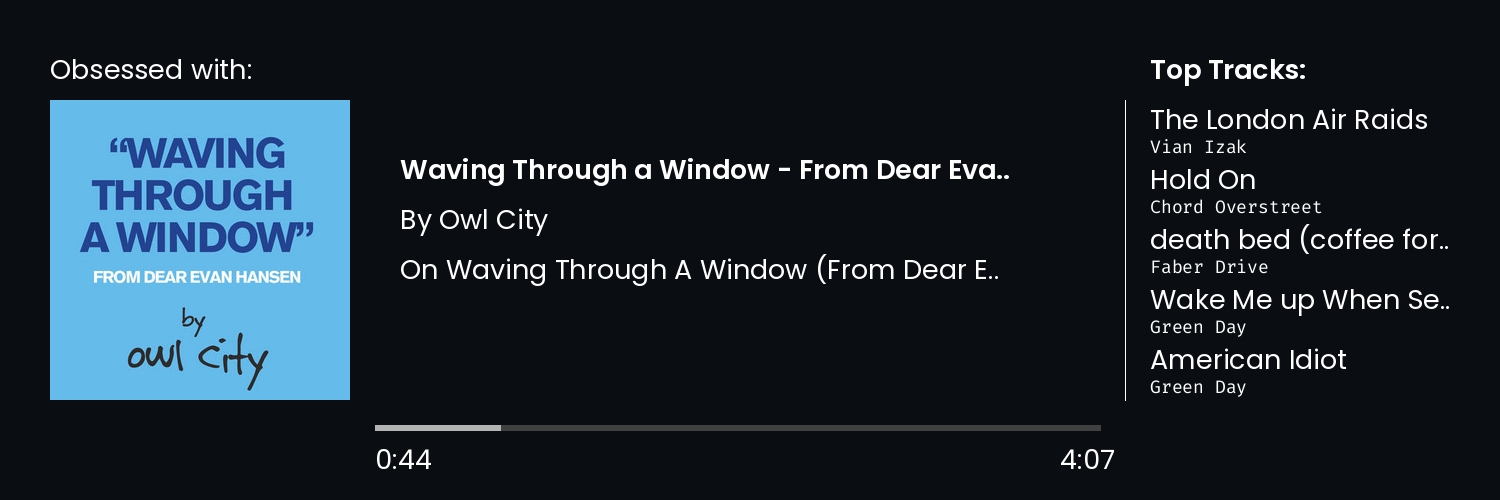 Obsessed with:
“WAVING
THROUGH
A WINDOW”
FROM DEAR EVAN HANSEN
by
owl city
Waving Through a Window - From Dear Eva..
By Owl City
On Waving Through A Window (From Dear E..
0:44
4:07
Top Tracks:
The London Air Raids
Vian Izak
Hold On
Chord Overstreet
death bed (coffee for..
Faber Drive
Wake Me up When Se..
Green Day
American Idiot
Green Day